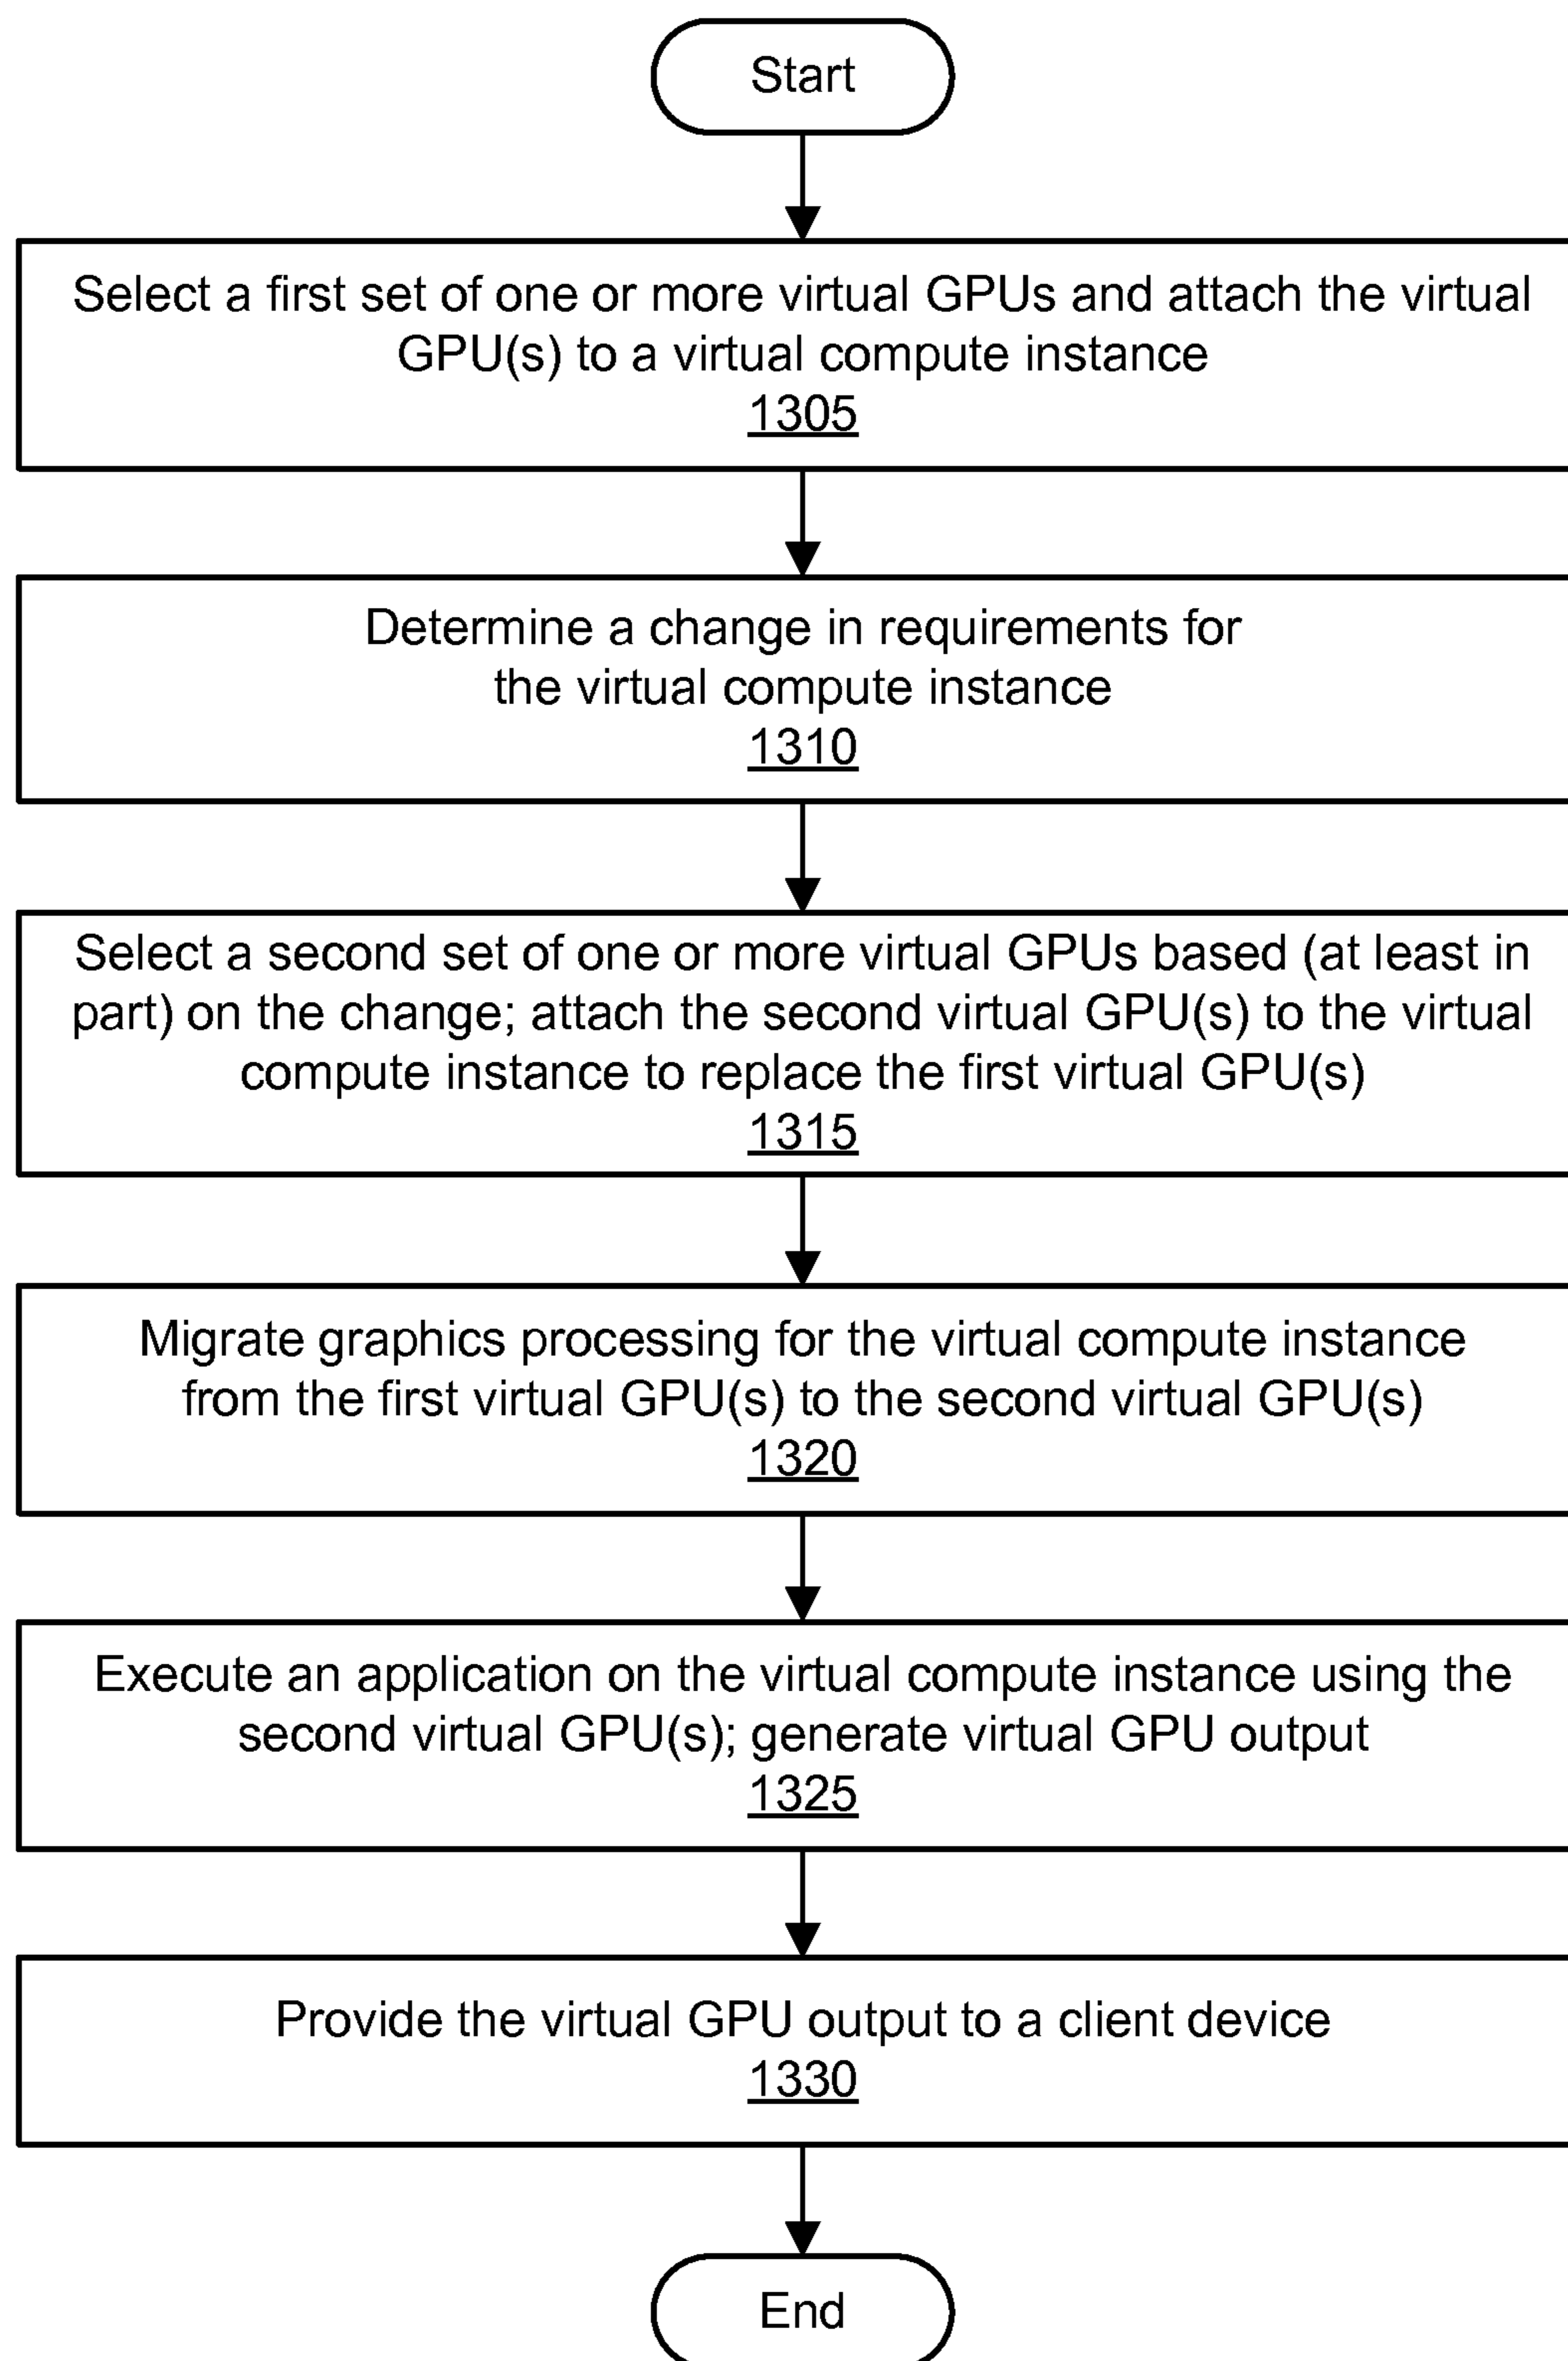 Start
Select a first set of one or more virtual GPUs and attach the virtual
GPU(s) to a virtual compute instance
1305
Determine a change in requirements for
the virtual compute instance
1310
Select a second set of one or more virtual GPUs based (at least in
part) on the change; attach the second virtual GPU(s) to the virtual
compute instance to replace the first virtual GPU(s)
1315
Migrate graphics processing for the virtual compute instance
from the first virtual GPU(s) to the second virtual GPU(s)
1320
Execute an application on the virtual compute instance using the
second virtual GPU(s); generate virtual GPU output
1325
Provide the virtual GPU output to a client device
1330
End